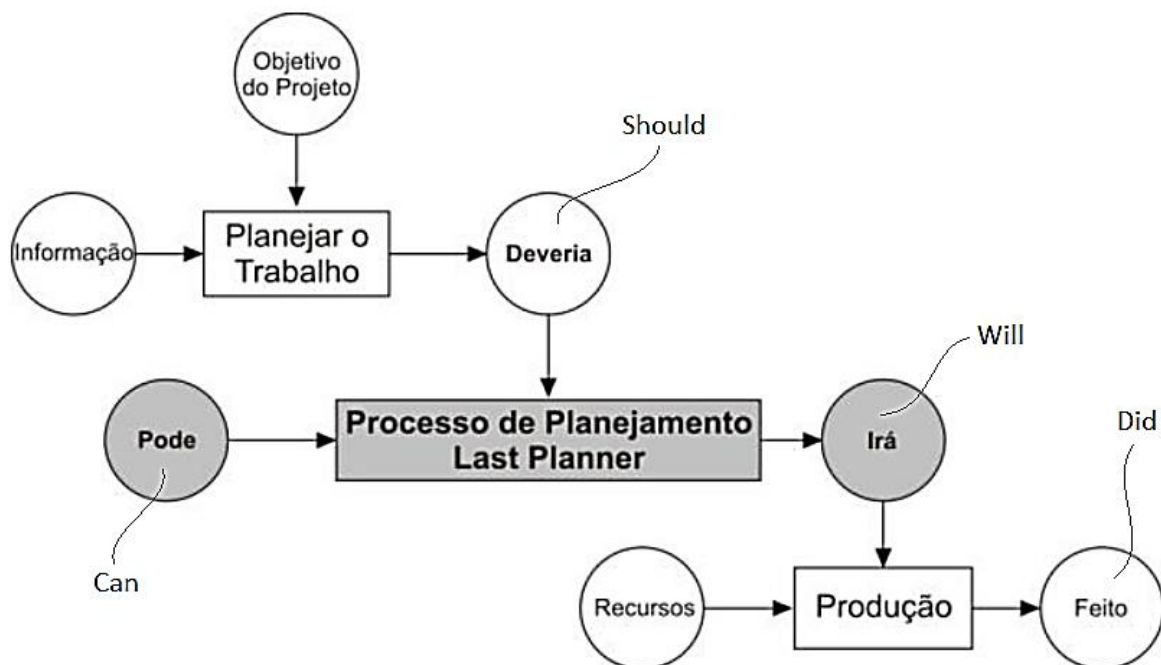 Objetivo
do Projeto
Should
Informação
Planejar o
Trabalho
Deveria
Will
Pode
Processo de Planejamento
Last Planner
Irá
Did
Can
Recursos
Produção
Feito